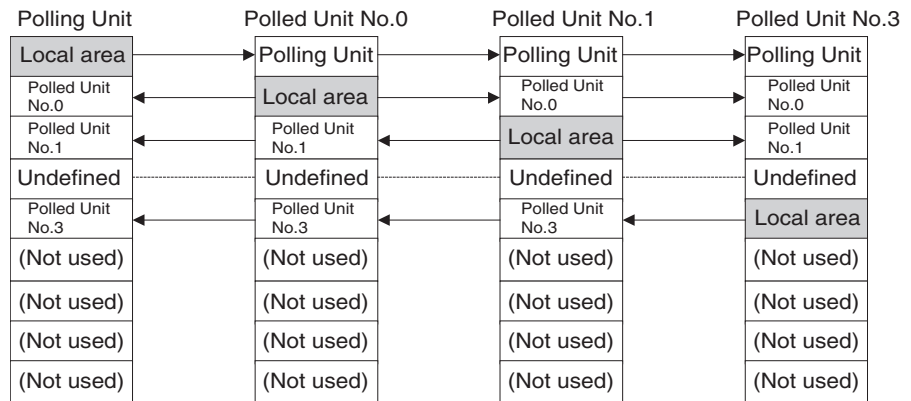 Polling Unit Polled Unit No.0 Polled Unit No.1 Polled Unit No.3
Local area Polling Unit Polling Unit Polling Unit
Polled Unit No.0 Local area Polled Unit No.0 Polled Unit No.0
Polled Unit No.1 Polled Unit No.1 Local area Polled Unit No.1
Undefined Undefined Undefined Undefined
Polled Unit No.3 Polled Unit No.3 Polled Unit No.3 Local area
(Not used) (Not used) (Not used) (Not used)
(Not used) (Not used) (Not used) (Not used)
(Not used) (Not used) (Not used) (Not used)
(Not used) (Not used) (Not used) (Not used)